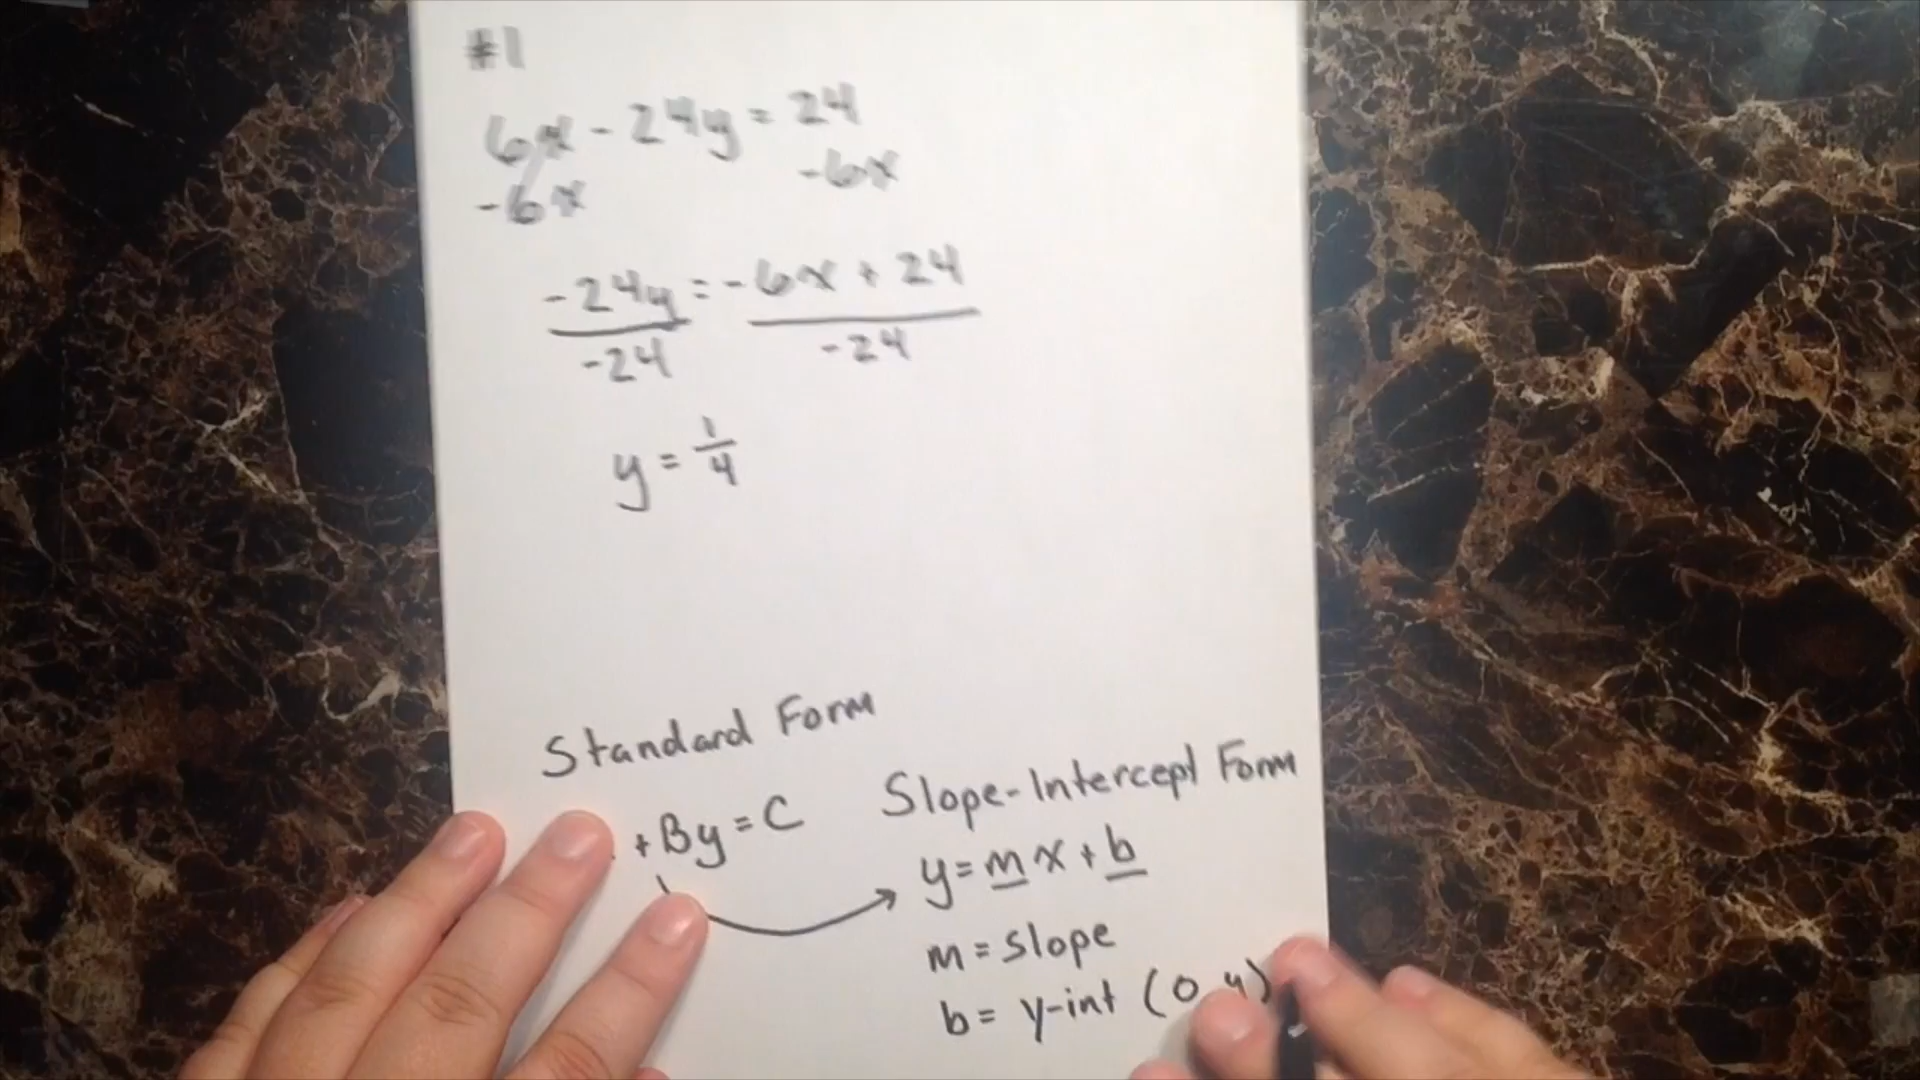 #1
6x - 24y = 24
-6x -6x
-24y = -6x + 24
-24 -24
y = 1/4
Standard Form
+ By = C
Slope-Intercept Form
y = mx + b
m = slope
b = y-int (0, y)